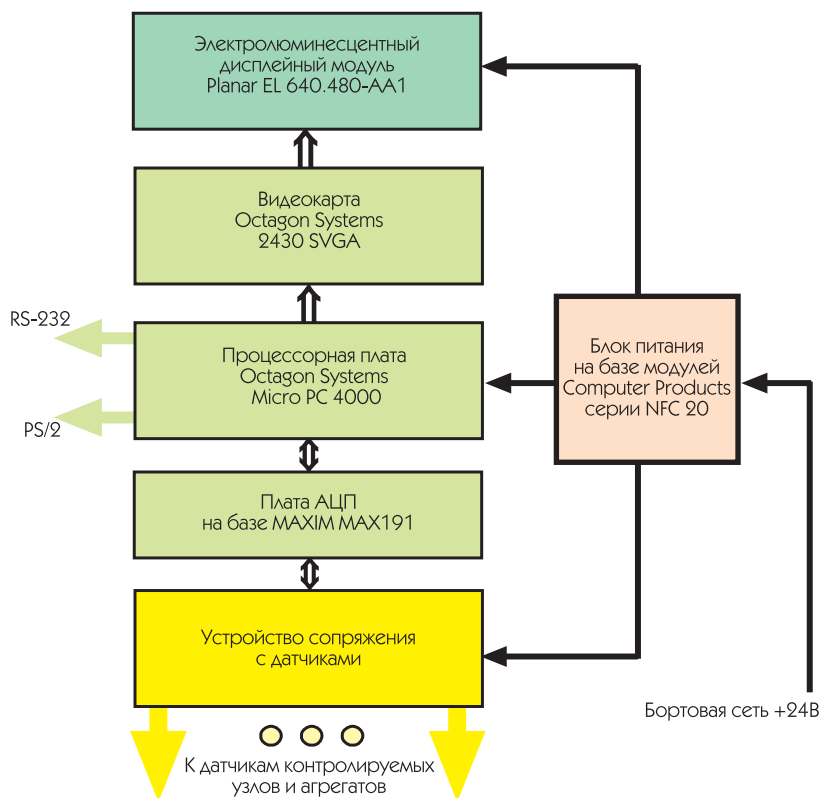 Электролюминесцентный
дисплейный модуль
Planar EL 640.480-AA1
Видеокарта
Octagon Systems
2430 SVGA
RS-232
Процессорная плата
Octagon Systems
Micro PC 4000
PS/2
Блок питания
на базе модулей
Computer Products
серии NFC 20
Плата АЦП
на базе MAXIM MAX191
Устройство сопряжения
с датчиками
Бортовая сеть +24В
К датчикам контролируемых
узлов и агрегатов